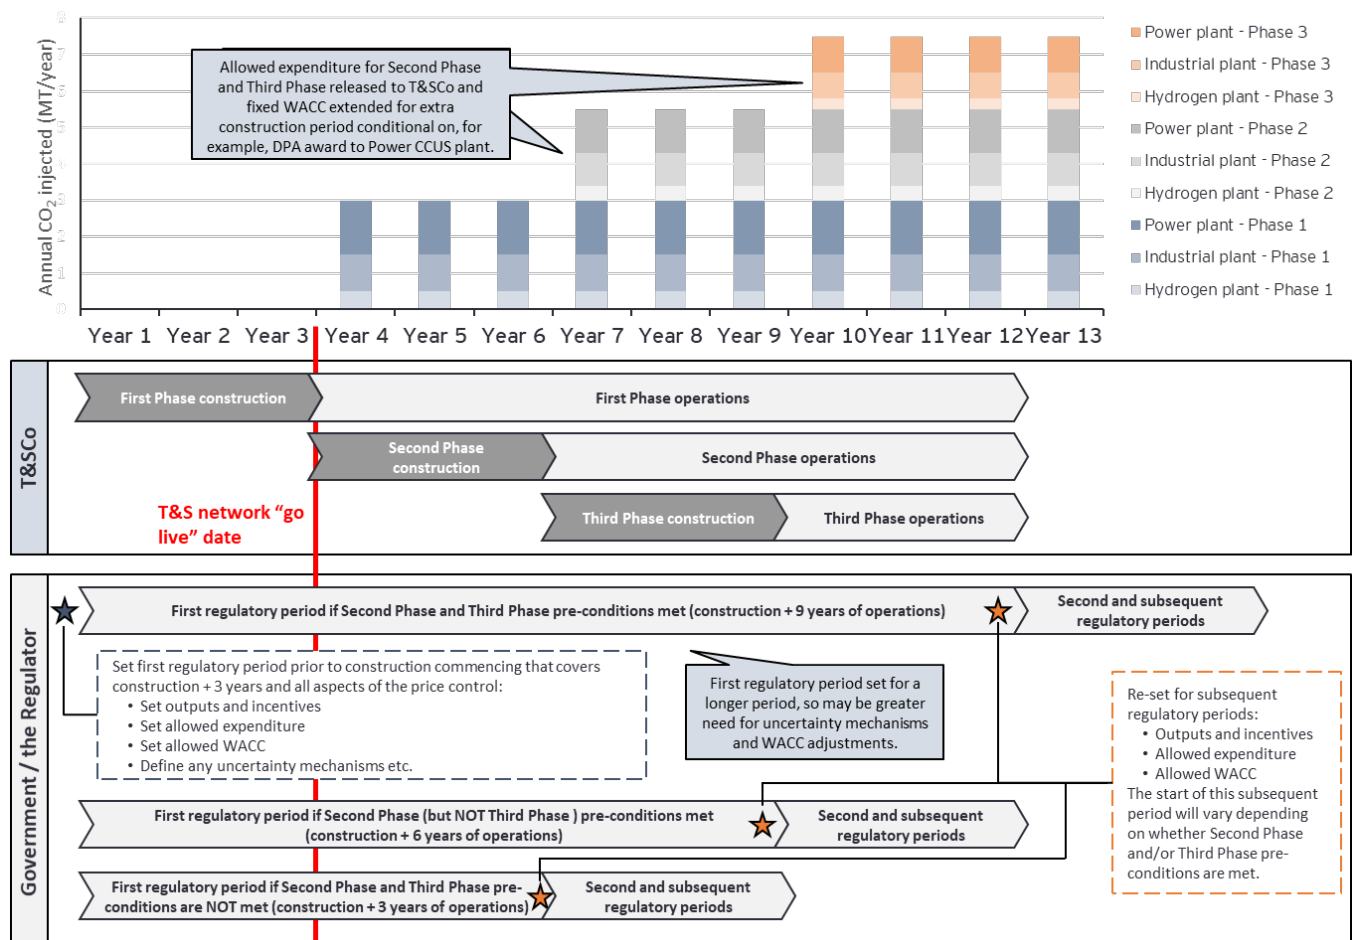 8
7
6
5
4
3
2
1
0
Annual CO2 injected (MT/year)
Allowed expenditure for Second Phase
and Third Phase released to T&SCo and
fixed WACC extended for extra
construction period conditional on, for
example, DPA award to Power CCUS plant.
Power plant - Phase 3
Industrial plant - Phase 3
Hydrogen plant - Phase 3
Power plant - Phase 2
Industrial plant - Phase 2
Hydrogen plant - Phase 2
Power plant - Phase 1
Industrial plant - Phase 1
Hydrogen plant - Phase 1
Year 1 Year 2 Year 3 Year 4 Year 5 Year 6 Year 7 Year 8 Year 9 Year 10 Year 11 Year 12 Year 13
T&SCo
First Phase construction
First Phase operations
Second Phase
construction
Second Phase operations
T&S network “go
live” date
Third Phase construction
Third Phase operations
Government / the Regulator
First regulatory period if Second Phase and Third Phase pre-conditions met (construction + 9 years of operations)
Second and subsequent
regulatory periods
Set first regulatory period prior to construction commencing that covers
construction + 3 years and all aspects of the price control:
• Set outputs and incentives
• Set allowed expenditure
• Set allowed WACC
• Define any uncertainty mechanisms etc.
First regulatory period set for a
longer period, so may be greater
need for uncertainty mechanisms
and WACC adjustments.
Re-set for subsequent
regulatory periods:
• Outputs and incentives
• Allowed expenditure
• Allowed WACC
The start of this subsequent
period will vary depending
on whether Second Phase
and/or Third Phase pre-
conditions are met.
First regulatory period if Second Phase (but NOT Third Phase ) pre-conditions met
(construction + 6 years of operations)
Second and subsequent
regulatory periods
First regulatory period if Second Phase and Third Phase pre-
conditions are NOT met (construction + 3 years of operations)
Second and subsequent
regulatory periods